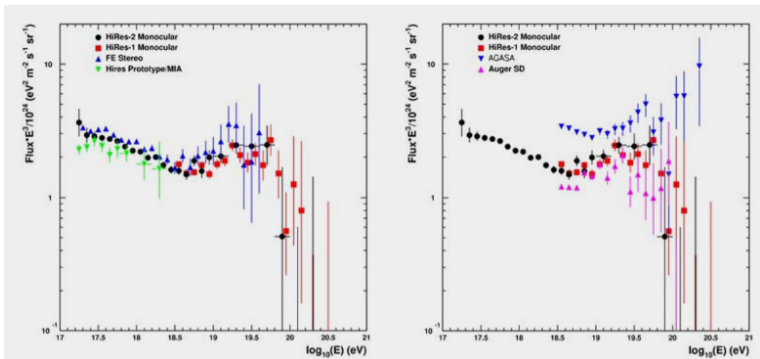 Flux*E³/10²⁴ (eV² m⁻² s⁻¹ sr⁻¹)
HiRes-2 Monocular
HiRes-1 Monocular
FE Stereo
Hires Prototype/MIA
10
1
10⁻¹
17 17.5 18 18.5 19 19.5 20 20.5 21
log₁₀(E) (eV)
Flux*E³/10²⁴ (eV² m⁻² s⁻¹ sr⁻¹)
HiRes-2 Monocular
HiRes-1 Monocular
AGASA
Auger SD
10
1
10⁻¹
17 17.5 18 18.5 19 19.5 20 20.5 21
log₁₀(E) (eV)